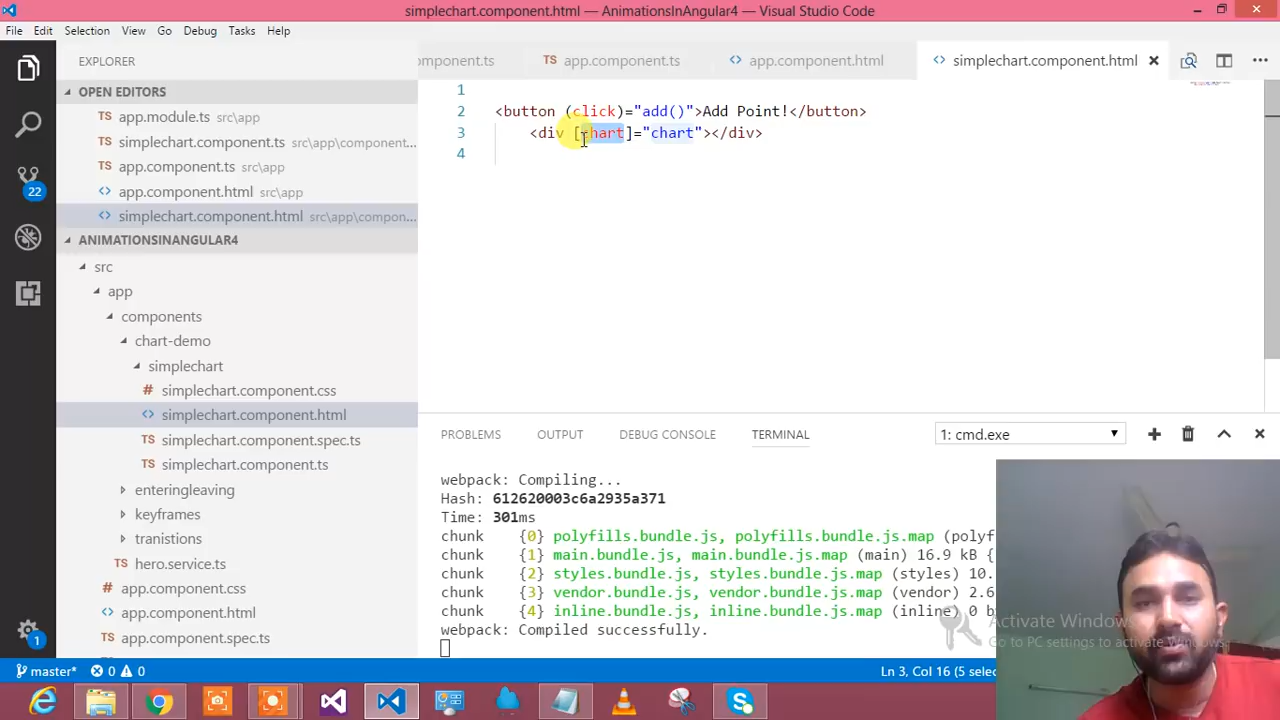 simplechart.component.html — AnimationsInAngular4 — Visual Studio Code
File Edit Selection View Go Debug Tasks Help
EXPLORER
OPEN EDITORS
app.module.ts src\app
simplechart.component.ts src\app\component...
app.component.ts src\app
app.component.html src\app
simplechart.component.html src\app\compon...
ANIMATIONSINANGULAR4
src
app
components
chart-demo
simplechart
simplechart.component.css
simplechart.component.html
simplechart.component.spec.ts
simplechart.component.ts
enteringleaving
keyframes
tranistions
hero.service.ts
app.component.css
app.component.html
app.component.spec.ts
22
1
omponent.ts
TS app.component.ts
app.component.html
simplechart.component.html
1
2 <button (click)="add()">Add Point!</button>
3 <div [chart]="chart"></div>
4
PROBLEMS OUTPUT DEBUG CONSOLE TERMINAL 1: cmd.exe
webpack: Compiling...
Hash: 612620003c6a2935a371
Time: 301ms
chunk {0} polyfills.bundle.js, polyfills.bundle.js.map (polyf
chunk {1} main.bundle.js, main.bundle.js.map (main) 16.9 kB {
chunk {2} styles.bundle.js, styles.bundle.js.map (styles) 10.
chunk {3} vendor.bundle.js, vendor.bundle.js.map (vendor) 2.6
chunk {4} inline.bundle.js, inline.bundle.js.map (inline) 0 b
webpack: Compiled successfully.
Activate Windows
Go to PC settings to activate Windows.
master* 0 0 Ln 3, Col 16 (5 selec